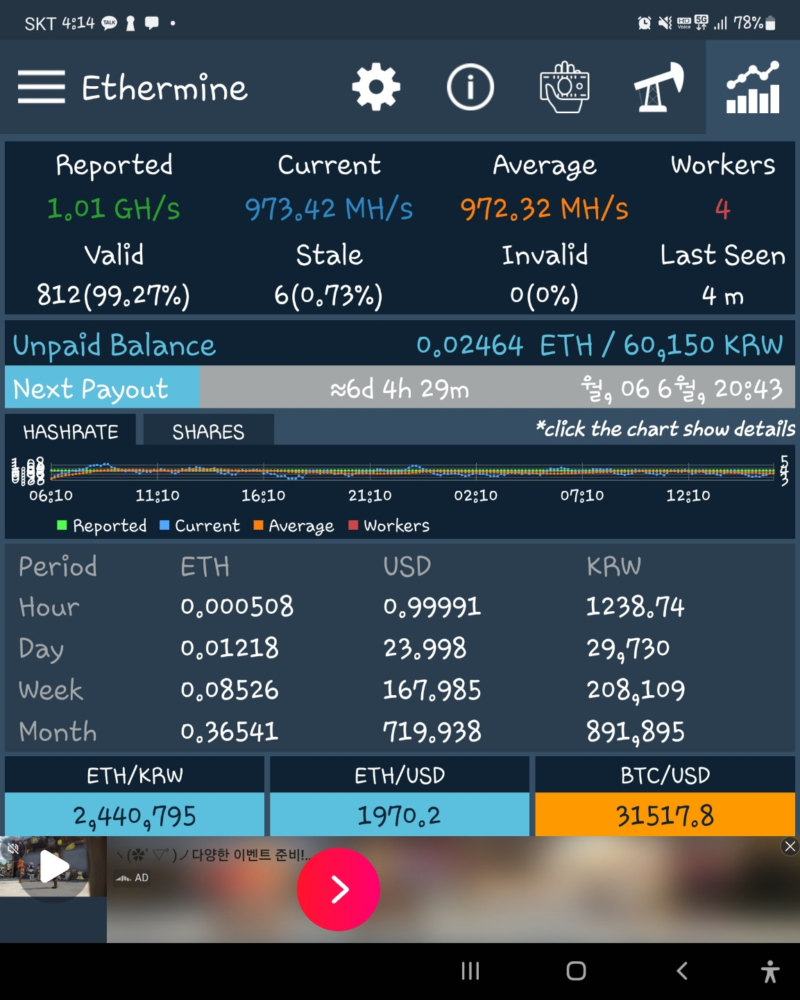 SKT 4:14 TALK
HD Voice 5G 78%
Ethermine
Reported Current Average Workers
1.01 GH/s 973.42 MH/s 972.32 MH/s 4
Valid Stale Invalid Last Seen
812(99.27%) 6(0.73%) 0(0%) 4 m
Unpaid Balance 0.02464 ETH / 60,150 KRW
Next Payout ≈6d 4h 29m 월, 06 6월, 20:43
HASHRATE SHARES *click the chart show details
1.08 5
4
3
06:10 11:10 16:10 21:10 02:10 07:10 12:10
Reported Current Average Workers
Period ETH USD KRW
Hour 0.000508 0.99991 1238.74
Day 0.01218 23.998 29,730
Week 0.08526 167.985 208,109
Month 0.36541 719.938 891,895
ETH/KRW ETH/USD BTC/USD
2,440,795 1970.2 31517.8
ヽ(✽ﾟ▽ﾟ)ノ다양한 이벤트 준비!...
AD